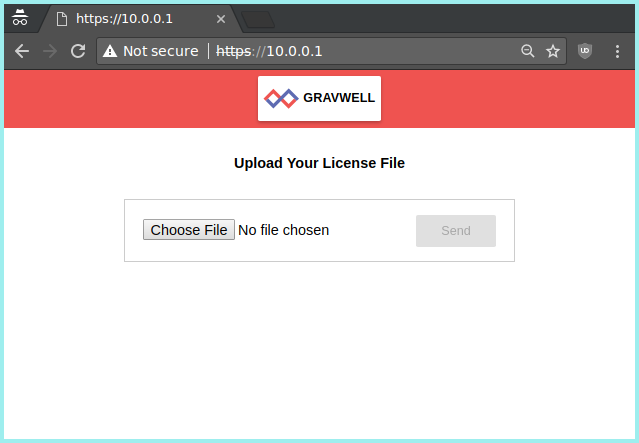 https://10.0.0.1
Not secure https://10.0.0.1
GRAVWELL
Upload Your License File
Choose File No file chosen Send